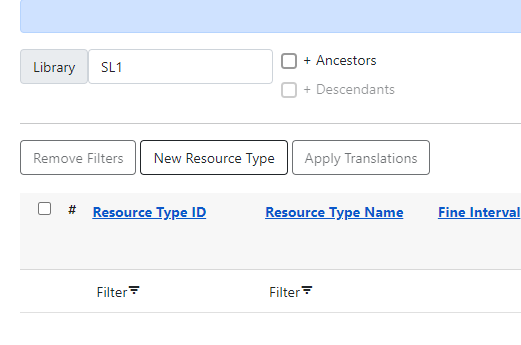 Library SL1 + Ancestors
+ Descendants
Remove Filters New Resource Type Apply Translations
# Resource Type ID Resource Type Name Fine Interval
Filter Filter